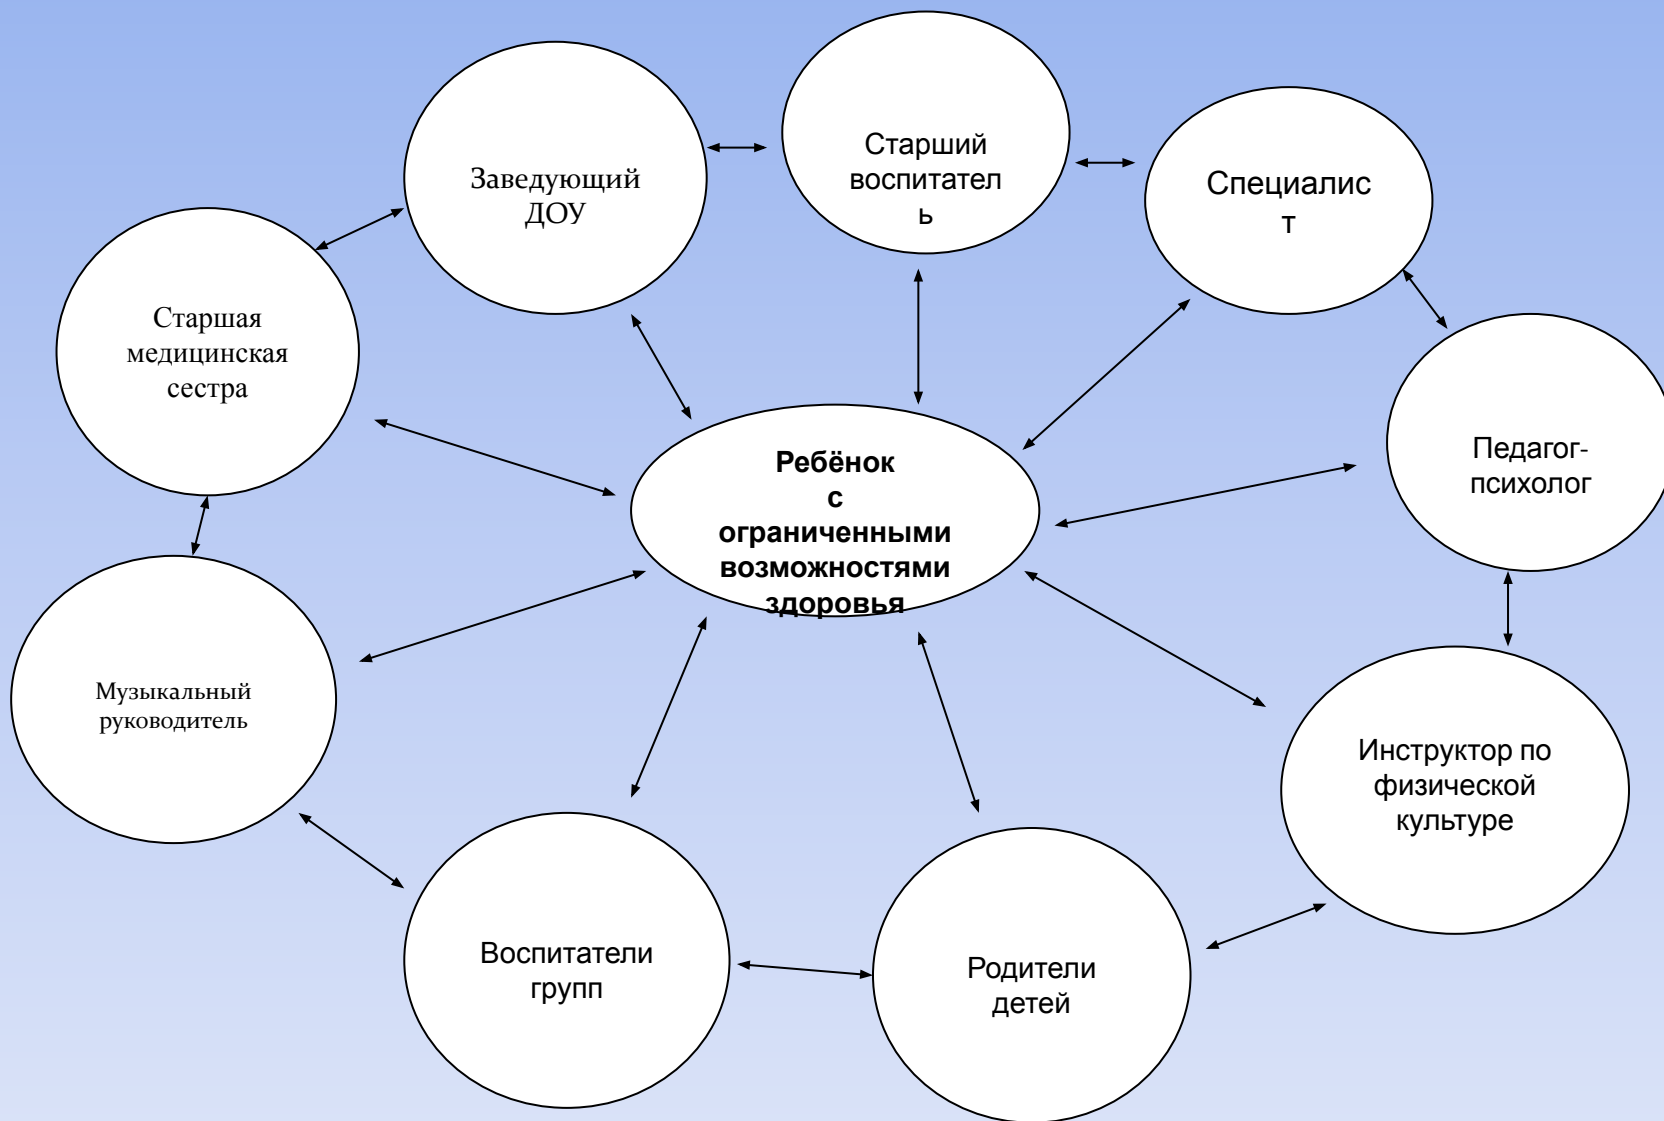 Старший
воспитател
ь
Заведующий
ДОУ
Специалис
т
Старшая
медицинская
сестра
Педагог-
психолог
Ребёнок
с
ограниченными
возможностями
здоровья
Музыкальный
руководитель
Инструктор по
физической
культуре
Воспитатели
групп
Родители
детей